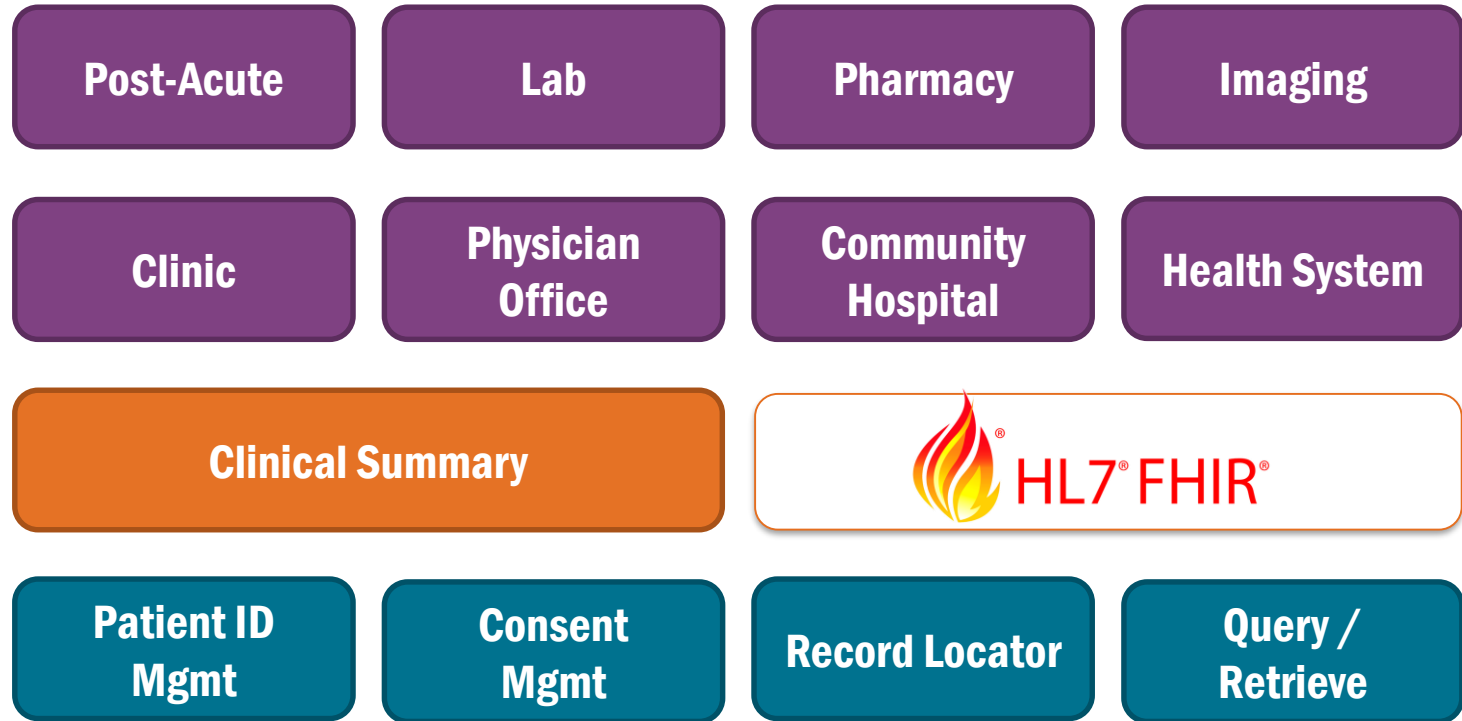 Post-Acute
Lab
Pharmacy
Imaging
Clinic
Physician
Office
Community
Hospital
Health System
Clinical Summary
® HL7® FHIR®
Patient ID
Mgmt
Consent
Mgmt
Record Locator
Query /
Retrieve